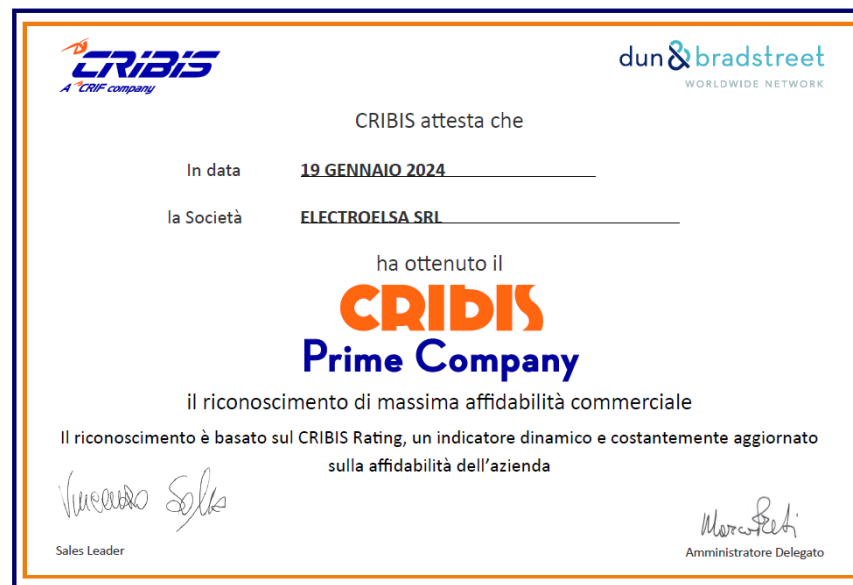 CRIBIS
A CRIF company
dun & bradstreet
WORLDWIDE NETWORK
CRIBIS attesta che
In data 19 GENNAIO 2024
la Società ELECTROELSA SRL
ha ottenuto il
CRIBIS
Prime Company
il riconoscimento di massima affidabilità commerciale
Il riconoscimento è basato sul CRIBIS Rating, un indicatore dinamico e costantemente aggiornato
sulla affidabilità dell'azienda
Sales Leader
Amministratore Delegato